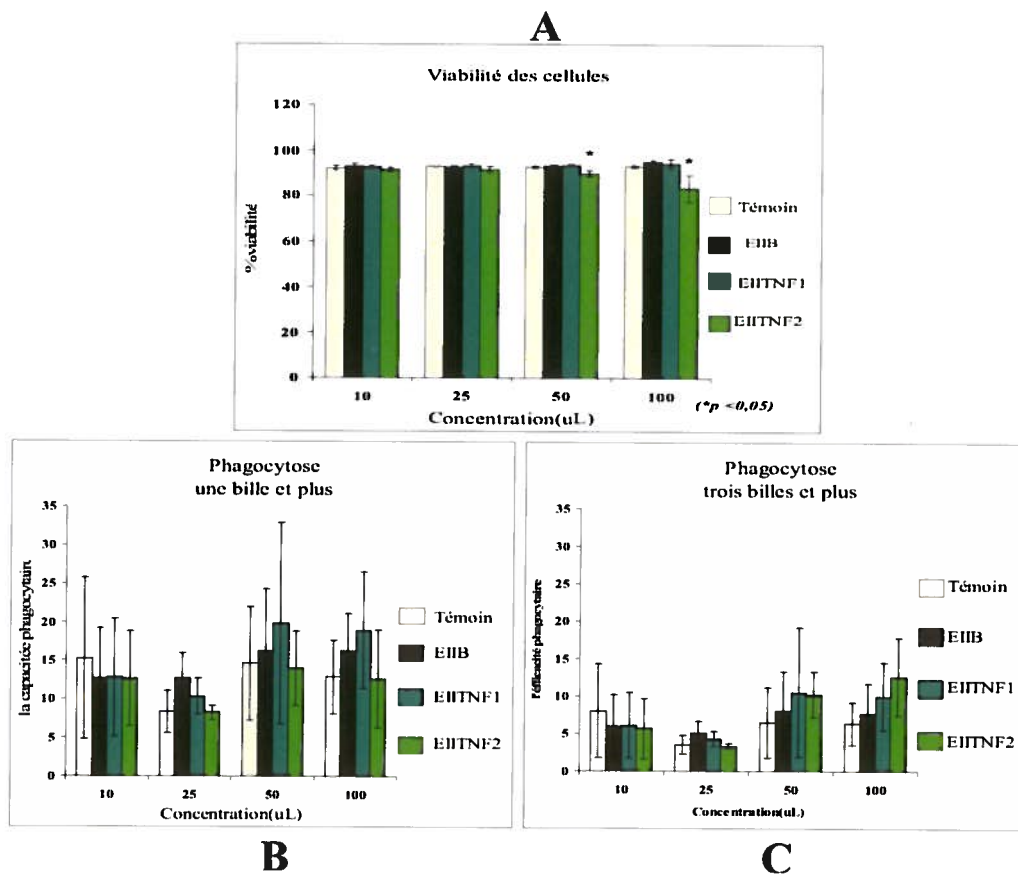 A
Viabilité des cellules
120
100
80
60
40
20
0
%viabilité
*
*
10 25 50 100
Concentration(uL)
(*p <0,05)
Témoin
EIIB
EIITNF1
EIITNF2
Phagocytose
une bille et plus
35
30
25
20
15
10
5
0
la capacitée phagocytaire
10 25 50 100
Concentration(uL)
Témoin
EIIB
EIITNF1
EIITNF2
B
Phagocytose
trois billes et plus
35
30
25
20
15
10
5
0
l'efficacité phagocytaire
10 25 50 100
Concentration(uL)
Témoin
EIIB
EIITNF1
EIITNF2
C